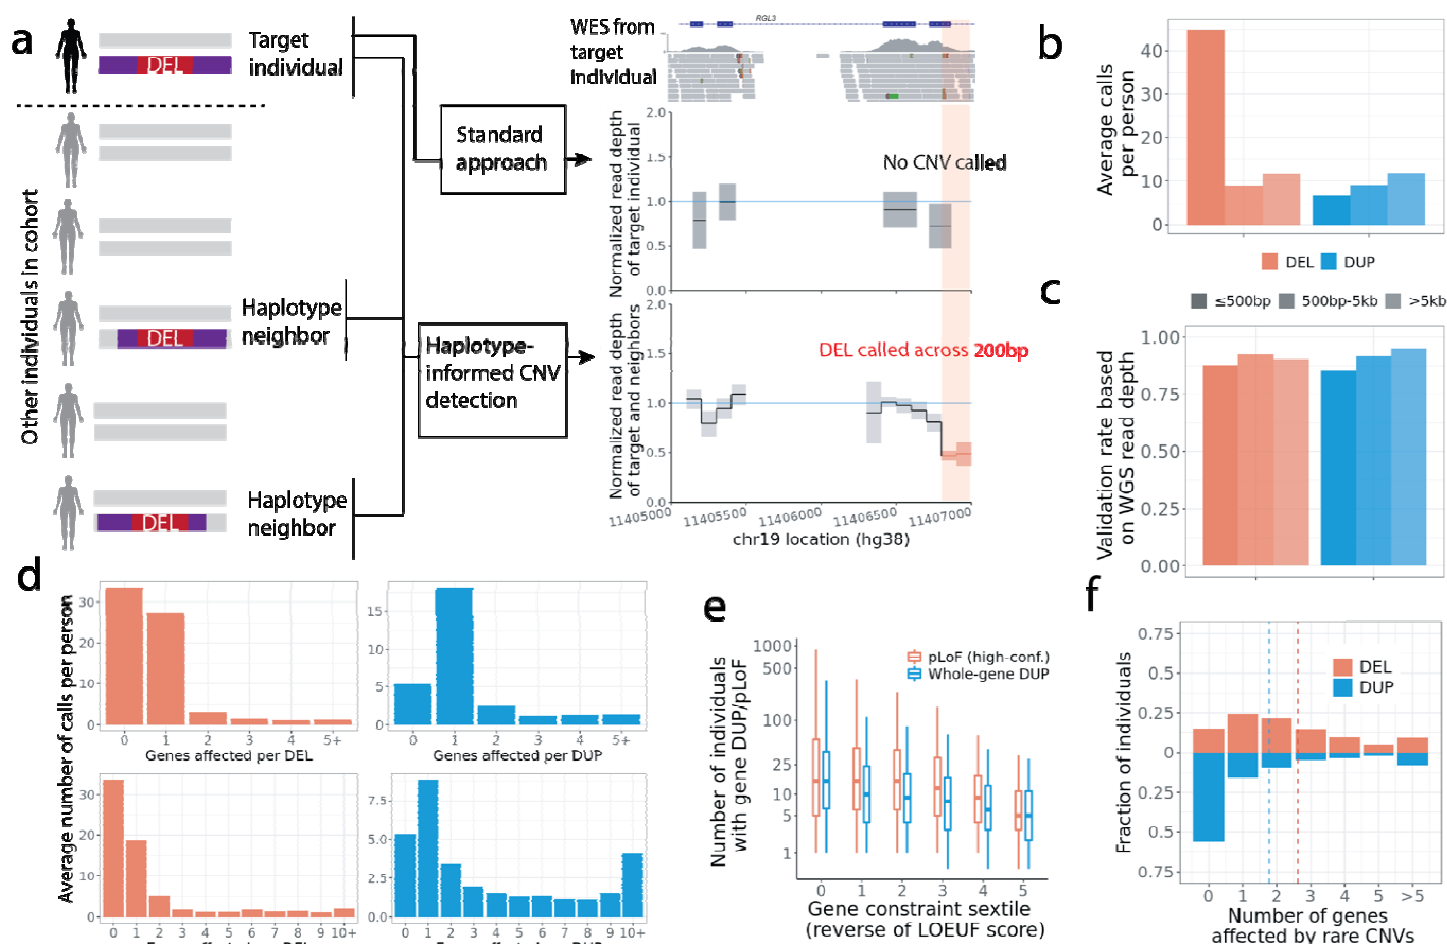 a
Target
individual
DEL
Other individuals in cohort
Haplotype
neighbor
DEL
Haplotype
neighbor
DEL
Standard
approach
Haplotype-
informed CNV
detection
WES from
target
individual
RGL3
Normalized read depth
of target individual
2.0
1.5
1.0
0.5
0.0
No CNV called
Normalized read depth
of target and neighbors
2.0
1.5
1.0
0.5
0.0
DEL called across 200bp
11405000
11405500
11406000
11406500
11407000
chr19 location (hg38)
b
Average calls
per person
40
30
20
10
0
DEL
DUP
c
≤500bp
500bp-5kb
>5kb
Validation rate based
on WGS read depth
1.00
0.75
0.50
0.25
0.00
d
Average number of calls per person
30
20
10
0
0 1 2 3 4 5+
Genes affected per DEL
15
10
5
0
0 1 2 3 4 5+
Genes affected per DUP
30
20
10
0
0 1 2 3 4 5 6 7 8 9 10+
7.5
5.0
2.5
0.0
0 1 2 3 4 5 6 7 8 9 10+
e
Number of individuals
with gene DUP/pLoF
1000
500
100
25
10
5
1
pLoF (high-conf.)
Whole-gene DUP
0 1 2 3 4 5
Gene constraint sextile
(reverse of LOEUF score)
f
Fraction of individuals
0.75
0.5
0.25
0
0.25
0.5
0.75
DEL
DUP
0 1 2 3 4 5 >5
Number of genes
affected by rare CNVs